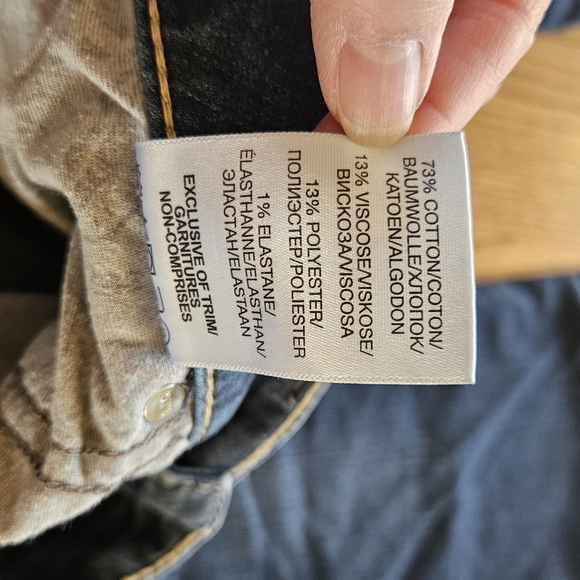 73% COTTON/COTON/
BAUMWOLLE/ХЛОПОК/
KATOEN/ALGODON
13% VISCOSE/VISKOSE/
ВИСКОЗА/VISCOSA
13% POLYESTER/
ПОЛИЭСТЕР/POLIESTER
1% ELASTANE/
ÉLASTHANNE/ELASTHAN/
ЭЛАСТАН/ELASTAAN
EXCLUSIVE OF TRIM/
GARNITURES
NON-COMPRISES